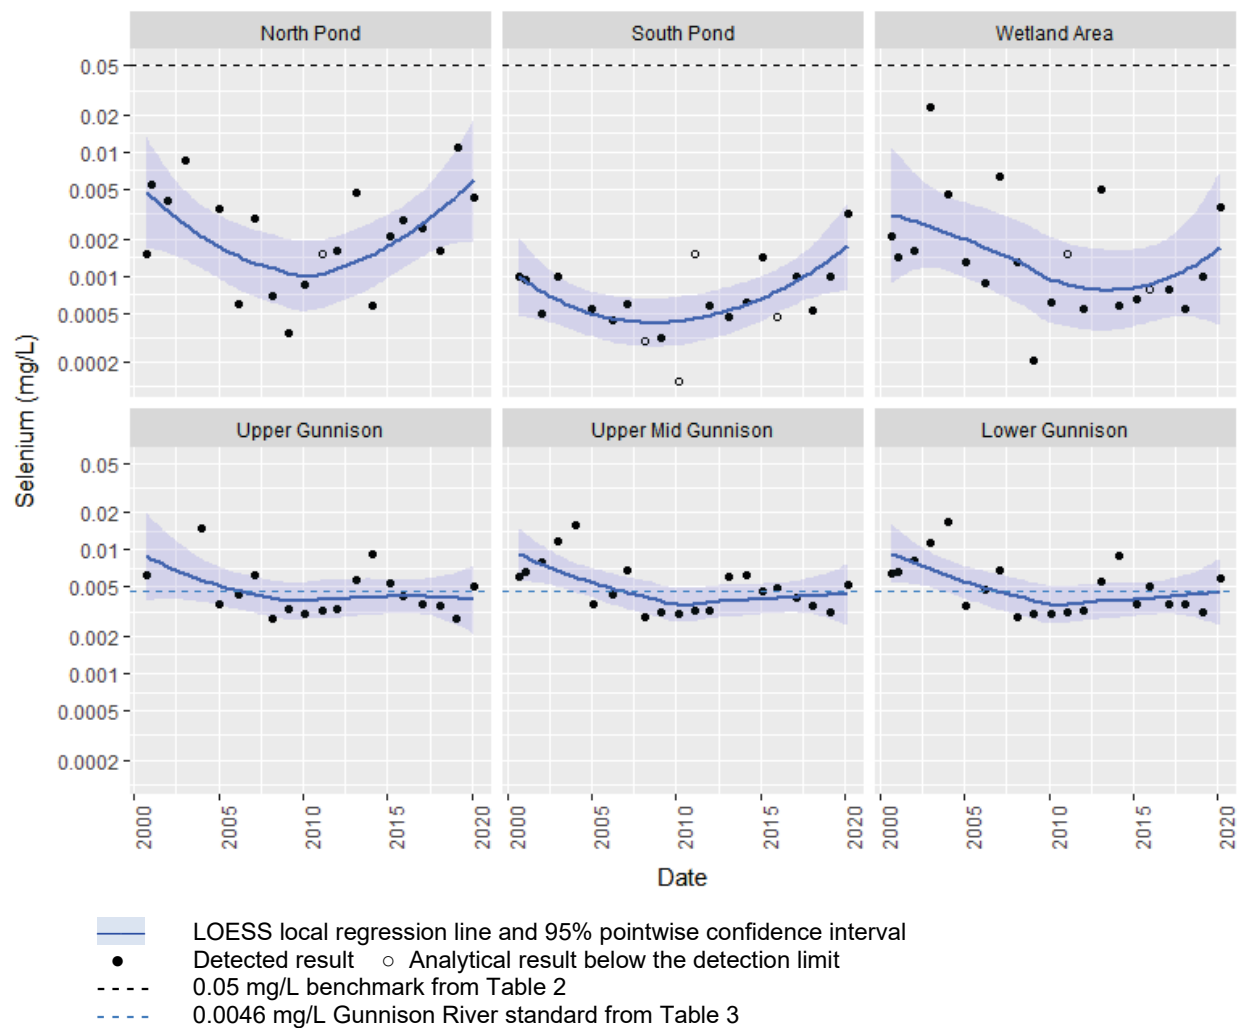 North Pond South Pond Wetland Area
0.05
0.02
0.01
0.005
0.002
0.001
0.0005
0.0002
Selenium (mg/L)
Upper Gunnison Upper Mid Gunnison Lower Gunnison
0.05
0.02
0.01
0.005
0.002
0.001
0.0005
0.0002
2000 2005 2010 2015 2020 2000 2005 2010 2015 2020 2000 2005 2010 2015 2020
Date
LOESS local regression line and 95% pointwise confidence interval
Detected result Analytical result below the detection limit
0.05 mg/L benchmark from Table 2
0.0046 mg/L Gunnison River standard from Table 3